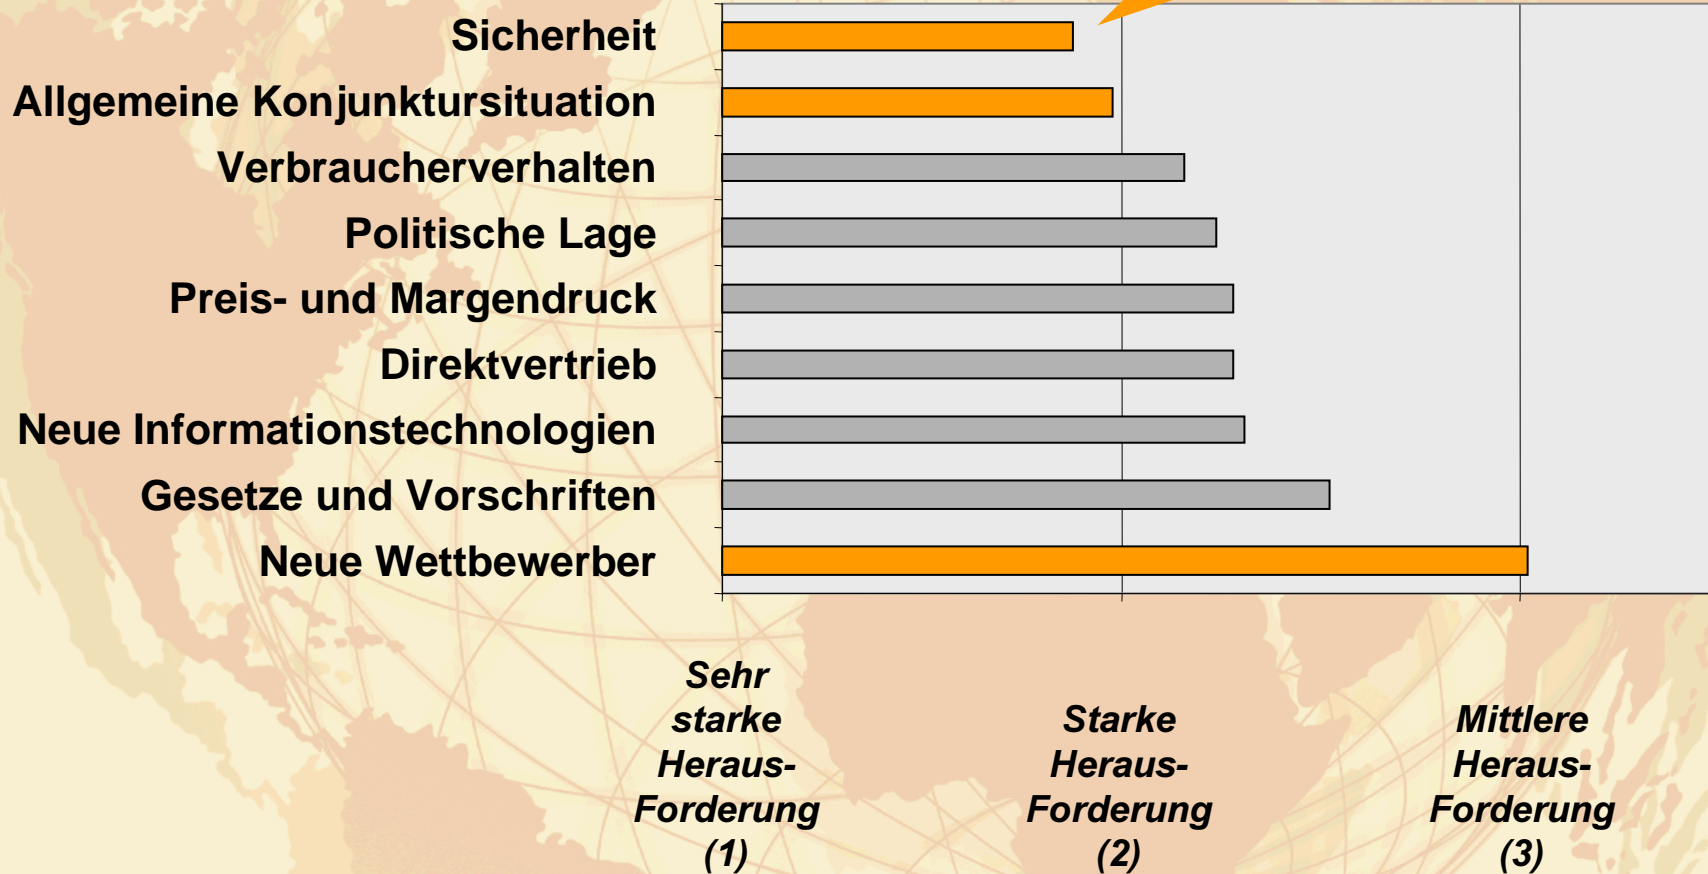 Sicherheit
Allgemeine Konjunktursituation
Verbraucherverhalten
Politische Lage
Preis- und Margendruck
Direktvertrieb
Neue Informationstechnologien
Gesetze und Vorschriften
Neue Wettbewerber
Sehr
starke
Heraus-
Forderung
(1)
Starke
Heraus-
Forderung
(2)
Mittlere
Heraus-
Forderung
(3)